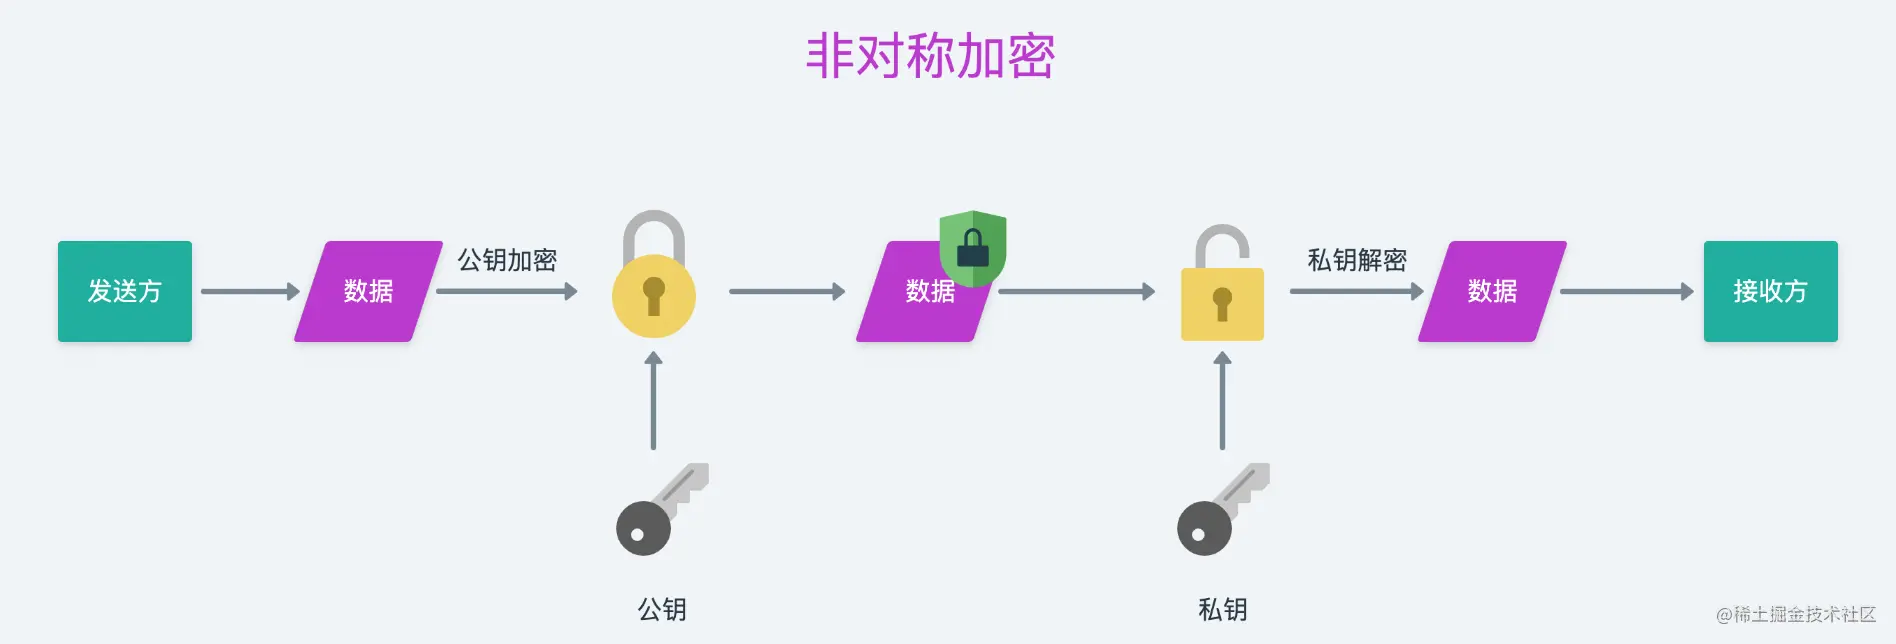 非对称加密
发送方
数据
公钥加密
数据
私钥解密
数据
接收方
公钥
私钥
@稀土掘金技术社区